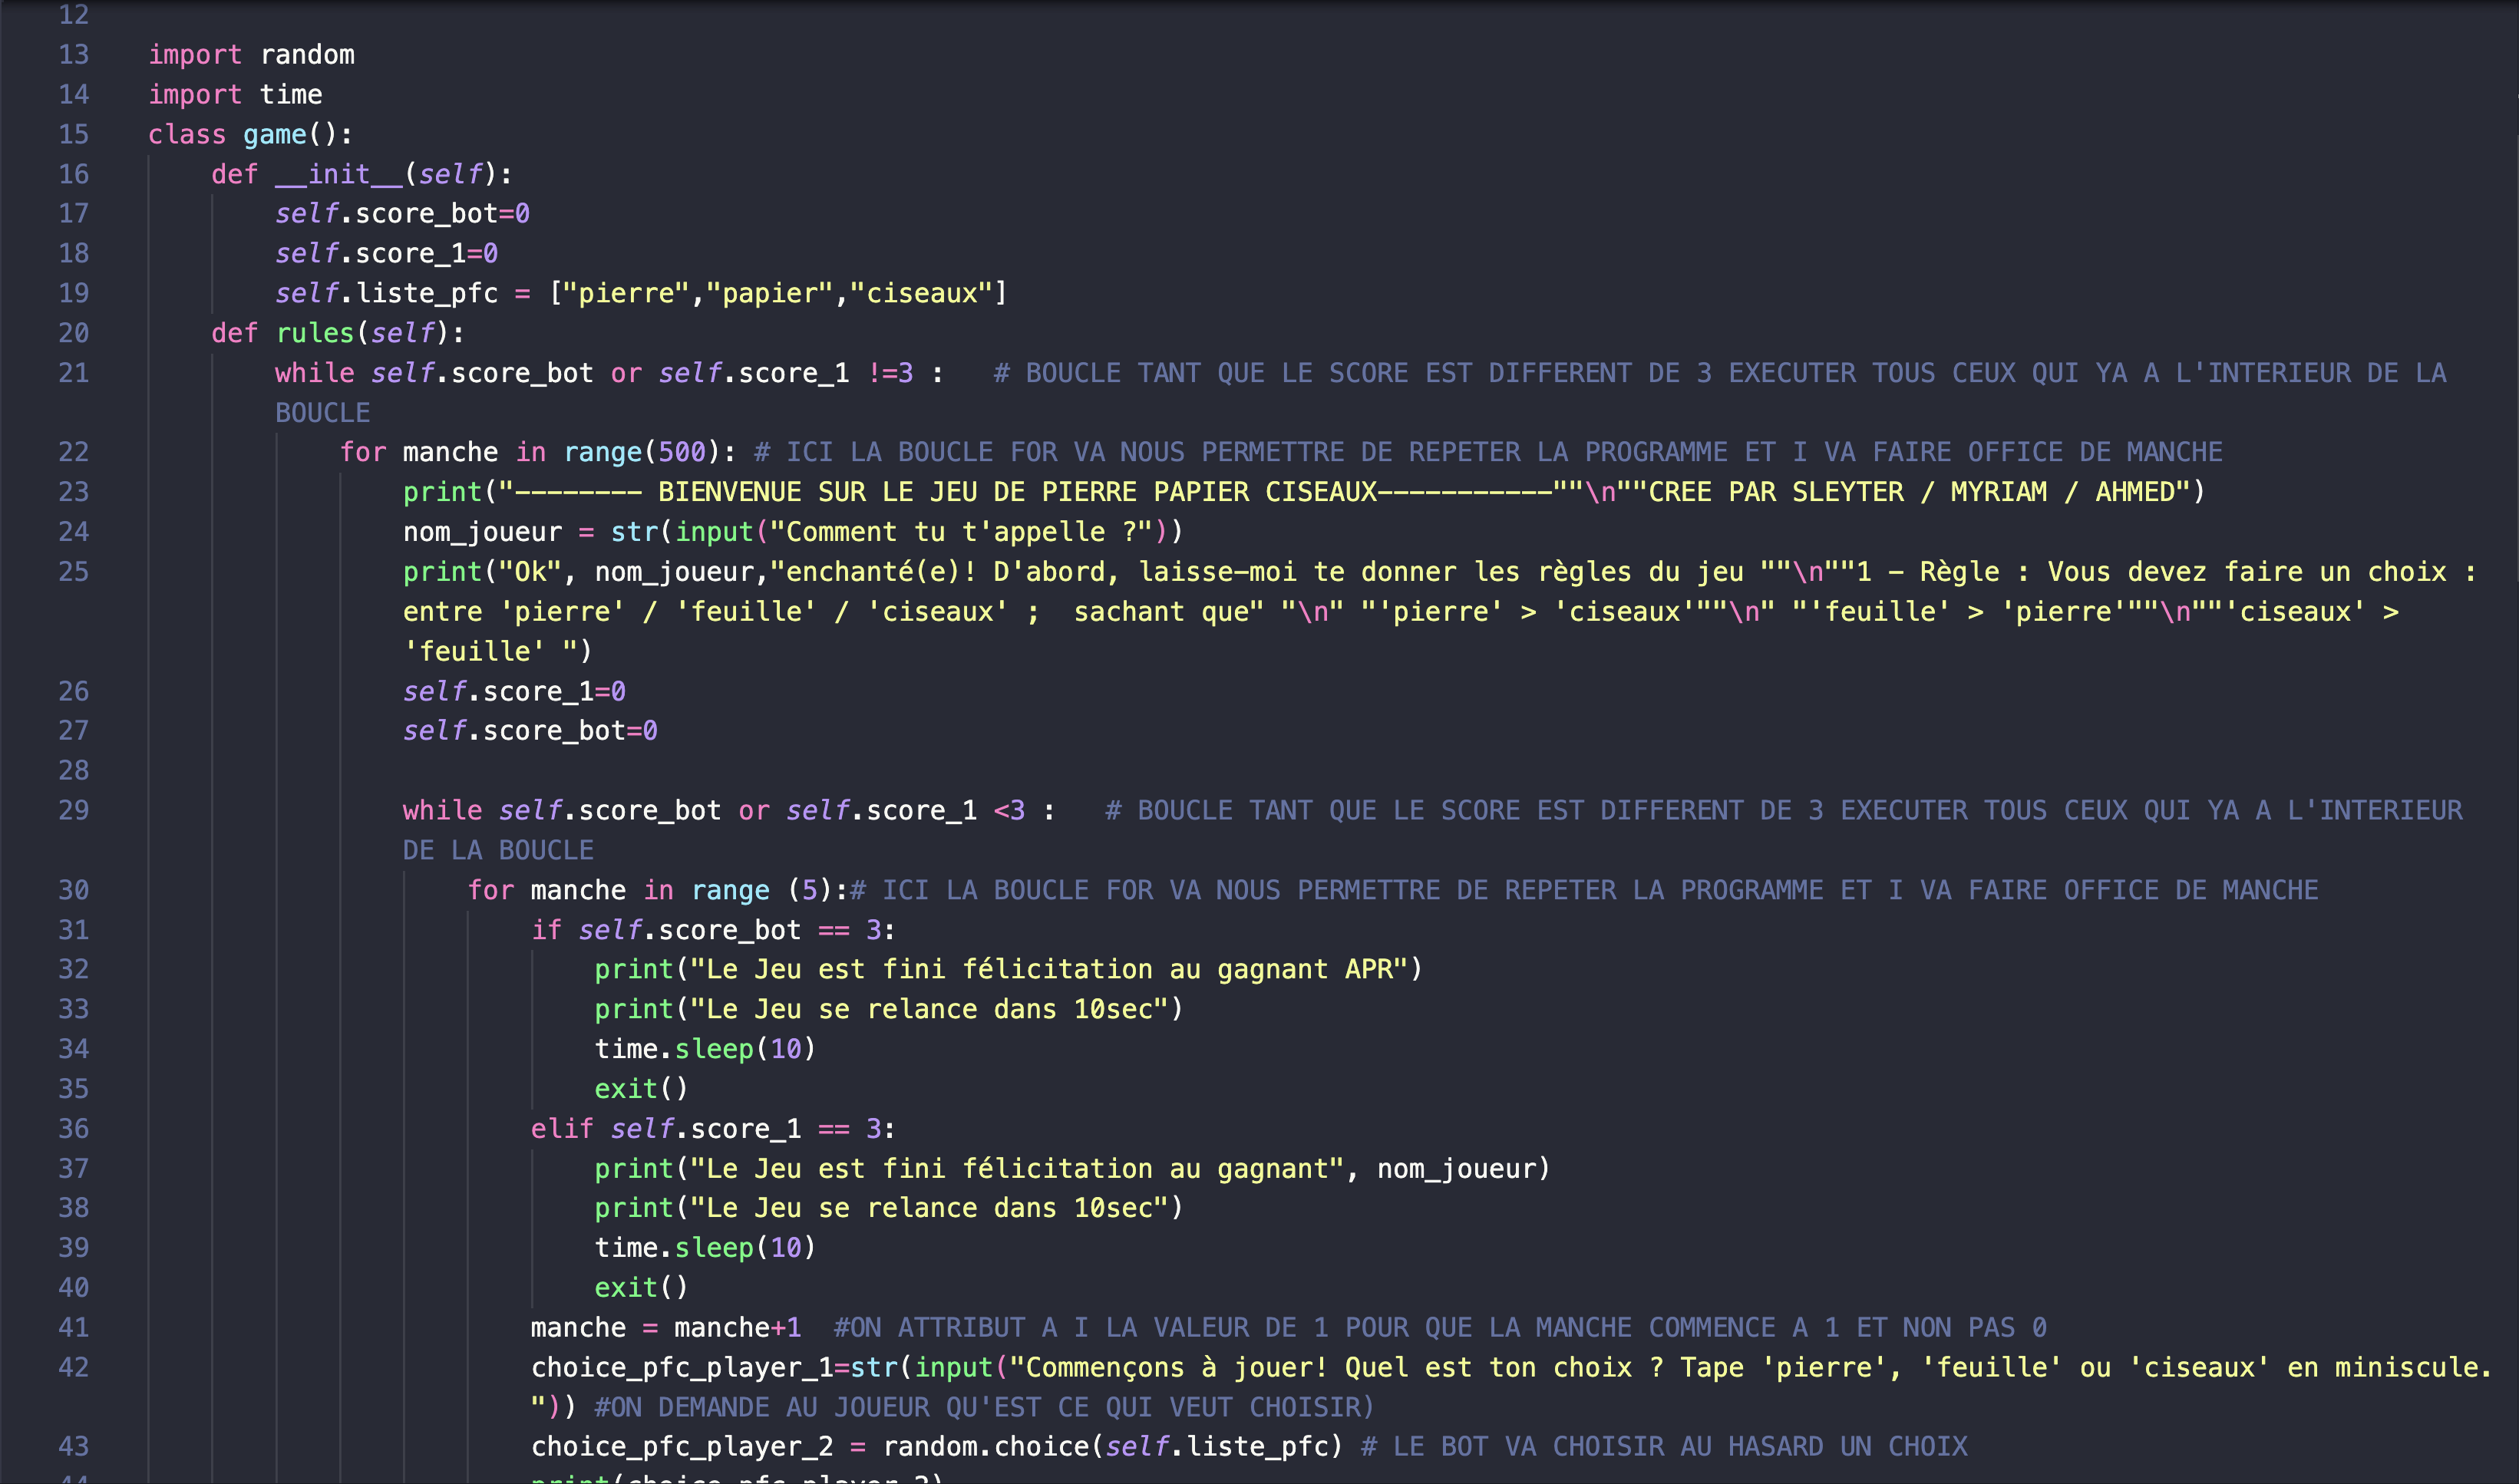 12
13 import random
14 import time
15 class game():
16 def __init__(self):
17 self.score_bot=0
18 self.score_1=0
19 self.liste_pfc = ["pierre","papier","ciseaux"]
20 def rules(self):
21 while self.score_bot or self.score_1 !=3 : # BOUCLE TANT QUE LE SCORE EST DIFFERENT DE 3 EXECUTER TOUS CEUX QUI YA A L'INTERIEUR DE LA
BOUCLE
22 for manche in range(500): # ICI LA BOUCLE FOR VA NOUS PERMETTRE DE REPETER LA PROGRAMME ET I VA FAIRE OFFICE DE MANCHE
23 print("-------- BIENVENUE SUR LE JEU DE PIERRE PAPIER CISEAUX-----------""\n""CREE PAR SLEYTER / MYRIAM / AHMED")
24 nom_joueur = str(input("Comment tu t'appelle ?"))
25 print("Ok", nom_joueur,"enchanté(e)! D'abord, laisse-moi te donner les règles du jeu ""\n""1 - Règle : Vous devez faire un choix :
entre 'pierre' / 'feuille' / 'ciseaux' ;  sachant que" "\n" "'pierre' > 'ciseaux'""\n" "'feuille' > 'pierre'""\n""'ciseaux' >
'feuille' ")
26 self.score_1=0
27 self.score_bot=0
28
29 while self.score_bot or self.score_1 <3 : # BOUCLE TANT QUE LE SCORE EST DIFFERENT DE 3 EXECUTER TOUS CEUX QUI YA A L'INTERIEUR
DE LA BOUCLE
30 for manche in range (5):# ICI LA BOUCLE FOR VA NOUS PERMETTRE DE REPETER LA PROGRAMME ET I VA FAIRE OFFICE DE MANCHE
31 if self.score_bot == 3:
32 print("Le Jeu est fini félicitation au gagnant APR")
33 print("Le Jeu se relance dans 10sec")
34 time.sleep(10)
35 exit()
36 elif self.score_1 == 3:
37 print("Le Jeu est fini félicitation au gagnant", nom_joueur)
38 print("Le Jeu se relance dans 10sec")
39 time.sleep(10)
40 exit()
41 manche = manche+1 #ON ATTRIBUT A I LA VALEUR DE 1 POUR QUE LA MANCHE COMMENCE A 1 ET NON PAS 0
42 choice_pfc_player_1=str(input("Commençons à jouer! Quel est ton choix ? Tape 'pierre', 'feuille' ou 'ciseaux' en miniscule.
")) #ON DEMANDE AU JOUEUR QU'EST CE QUI VEUT CHOISIR)
43 choice_pfc_player_2 = random.choice(self.liste_pfc) # LE BOT VA CHOISIR AU HASARD UN CHOIX
44 print(choice_pfc_player_2)